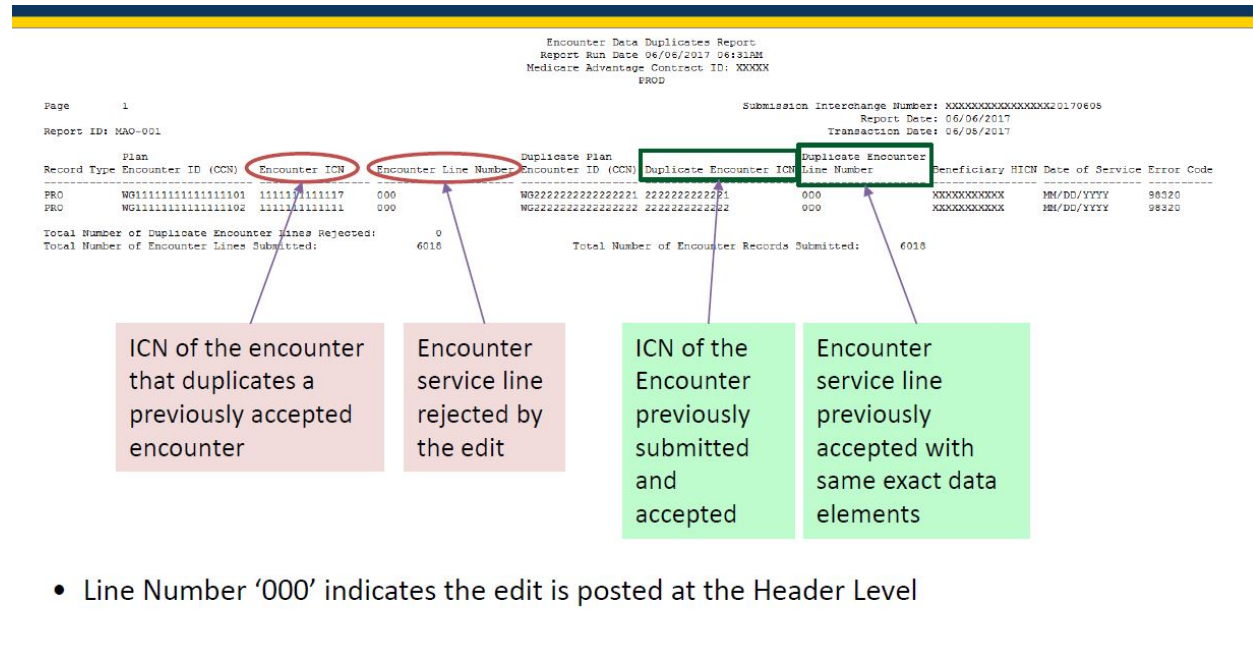 Encounter Data Duplicates Report
Report Run Date 06/06/2017 06:31AM
Medicare Advantage Contract ID: XXXXX
PROD
Page 1 Submission Interchange Number: XXXXXXXXXXXXXXXX20170605
Report Date: 06/06/2017
Report ID: MAO-001 Transaction Date: 06/05/2017
Plan Duplicate Plan Duplicate Encounter
Record Type Encounter ID (CCN) Encounter ICN Encounter Line Number Encounter ID (CCN) Duplicate Encounter ICN Line Number Beneficiary HICN Date of Service Error Code
PRO WG1111111111111101 1111111111117 000 WG2222222222222221 2222222222221 000 XXXXXXXXXXX MM/DD/YYYY 98320
PRO WG1111111111111102 1111111111111 000 WG2222222222222222 2222222222222 000 XXXXXXXXXXX MM/DD/YYYY 98320
Total Number of Duplicate Encounter Lines Rejected: 0
Total Number of Encounter Lines Submitted: 6018 Total Number of Encounter Records Submitted: 6018
ICN of the encounter
that duplicates a
previously accepted
encounter
Encounter
service line
rejected by
the edit
ICN of the
Encounter
previously
submitted
and
accepted
Encounter
service line
previously
accepted with
same exact data
elements
• Line Number ‘000’ indicates the edit is posted at the Header Level